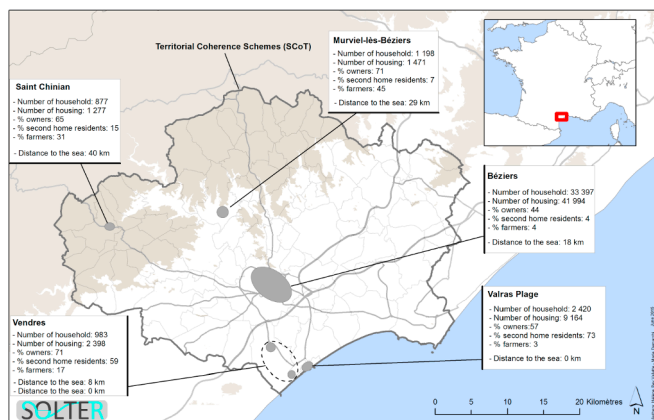 Territorial Coherence Schemes (SCoT)
Murviel-lès-Béziers
- Number of household: 1 198
- Number of housing: 1 471
- % owners: 71
- % second home residents: 7
- % farmers: 45
- Distance to the sea: 29 km
Saint Chinian
- Number of household: 877
- Number of housing: 1 277
- % owners: 65
- % second home residents: 15
- % farmers: 31
- Distance to the sea: 40 km
Béziers
- Number of household: 33 397
- Number of housing: 41 994
- % owners: 44
- % second home residents: 4
- % farmers: 4
- Distance to the sea: 18 km
Valras Plage
- Number of household: 2 420
- Number of housing: 9 164
- % owners:57
- % second home residents: 73
- % farmers: 3
- Distance to the sea: 0 km
Vendres
- Number of household: 983
- Number of housing: 2 398
- % owners: 71
- % second home residents: 59
- % farmers: 17
- Distance to the sea: 8 km
- Distance to the sea: 0 km
SOLTER
0 5 10 20 Kilomètres
N